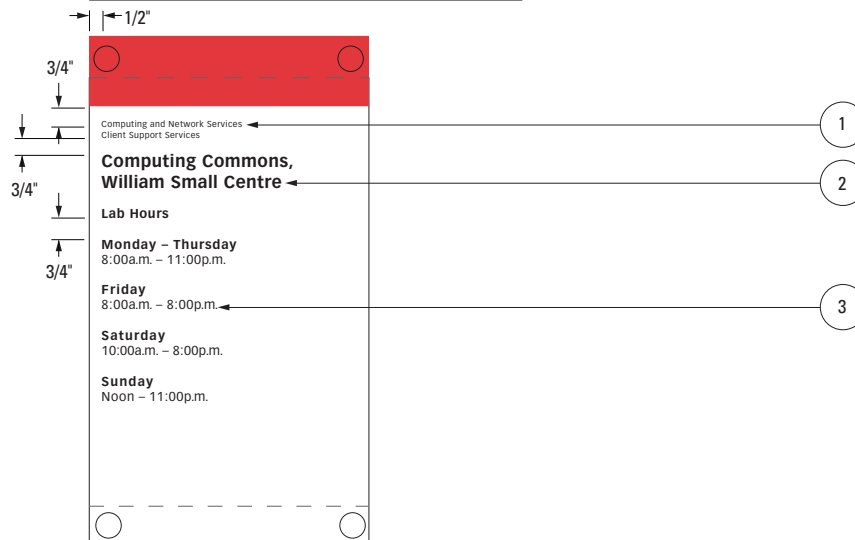 1/2"
3/4"
Computing and Network Services
Client Support Services
1
3/4"
Computing Commons,
William Small Centre
2
Lab Hours
3/4"
Monday – Thursday
8:00a.m. – 11:00p.m.
Friday
8:00a.m. – 8:00p.m.
3
Saturday
10:00a.m. – 8:00p.m.
Sunday
Noon – 11:00p.m.